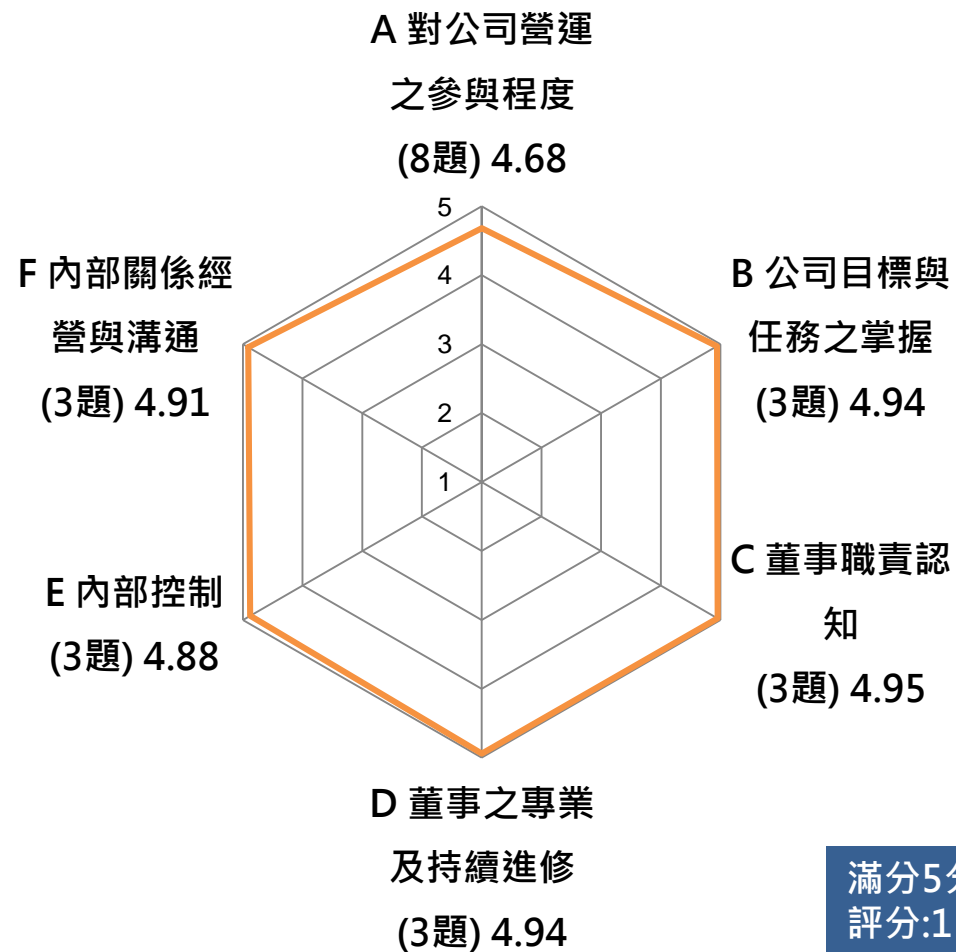 A 對公司營運
之參與程度
(8題) 4.68
5
4
3
2
1
B 公司目標與
任務之掌握
(3題) 4.94
C 董事職責認
知
(3題) 4.95
D 董事之專業
及持續進修
(3題) 4.94
E 內部控制
(3題) 4.88
F 內部關係經
營與溝通
(3題) 4.91
滿分5
評分:1